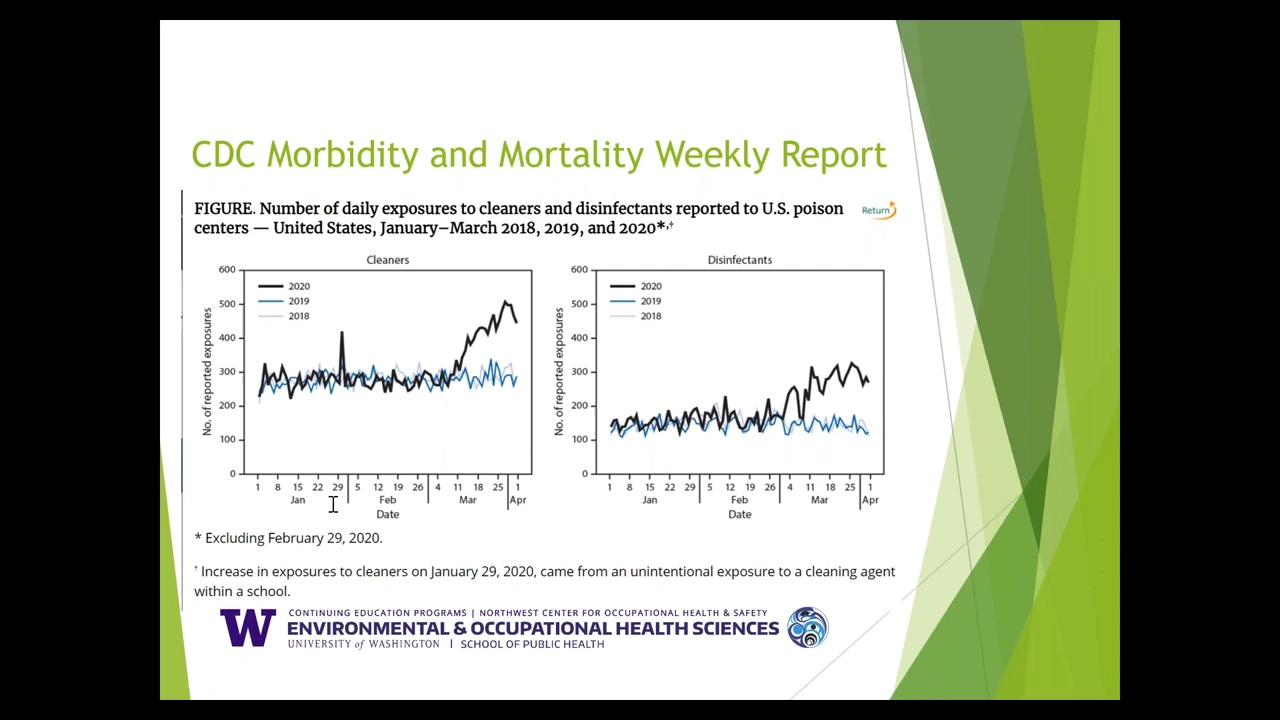 CDC Morbidity and Mortality Weekly Report
FIGURE. Number of daily exposures to cleaners and disinfectants reported to U.S. poison
centers — United States, January–March 2018, 2019, and 2020*,†
Return
Cleaners
600
500
400
300
200
100
0
No. of reported exposures
2020
2019
2018
1 8 15 22 29 5 12 19 26 4 11 18 25 1
Jan Feb Mar Apr
Date
Disinfectants
600
500
400
300
200
100
0
No. of reported exposures
2020
2019
2018
1 8 15 22 29 5 12 19 26 4 11 18 25 1
Jan Feb Mar Apr
Date
* Excluding February 29, 2020.
† Increase in exposures to cleaners on January 29, 2020, came from an unintentional exposure to a cleaning agent
within a school.
W
CONTINUING EDUCATION PROGRAMS | NORTHWEST CENTER FOR OCCUPATIONAL HEALTH & SAFETY
ENVIRONMENTAL & OCCUPATIONAL HEALTH SCIENCES
UNIVERSITY of WASHINGTON | SCHOOL OF PUBLIC HEALTH